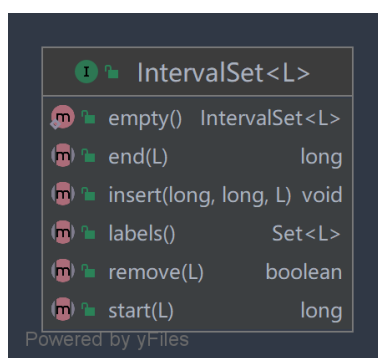 I IntervalSet<L>
m empty() IntervalSet<L>
m end(L) long
m insert(long, long, L) void
m labels() Set<L>
m remove(L) boolean
m start(L) long
Powered by yFiles